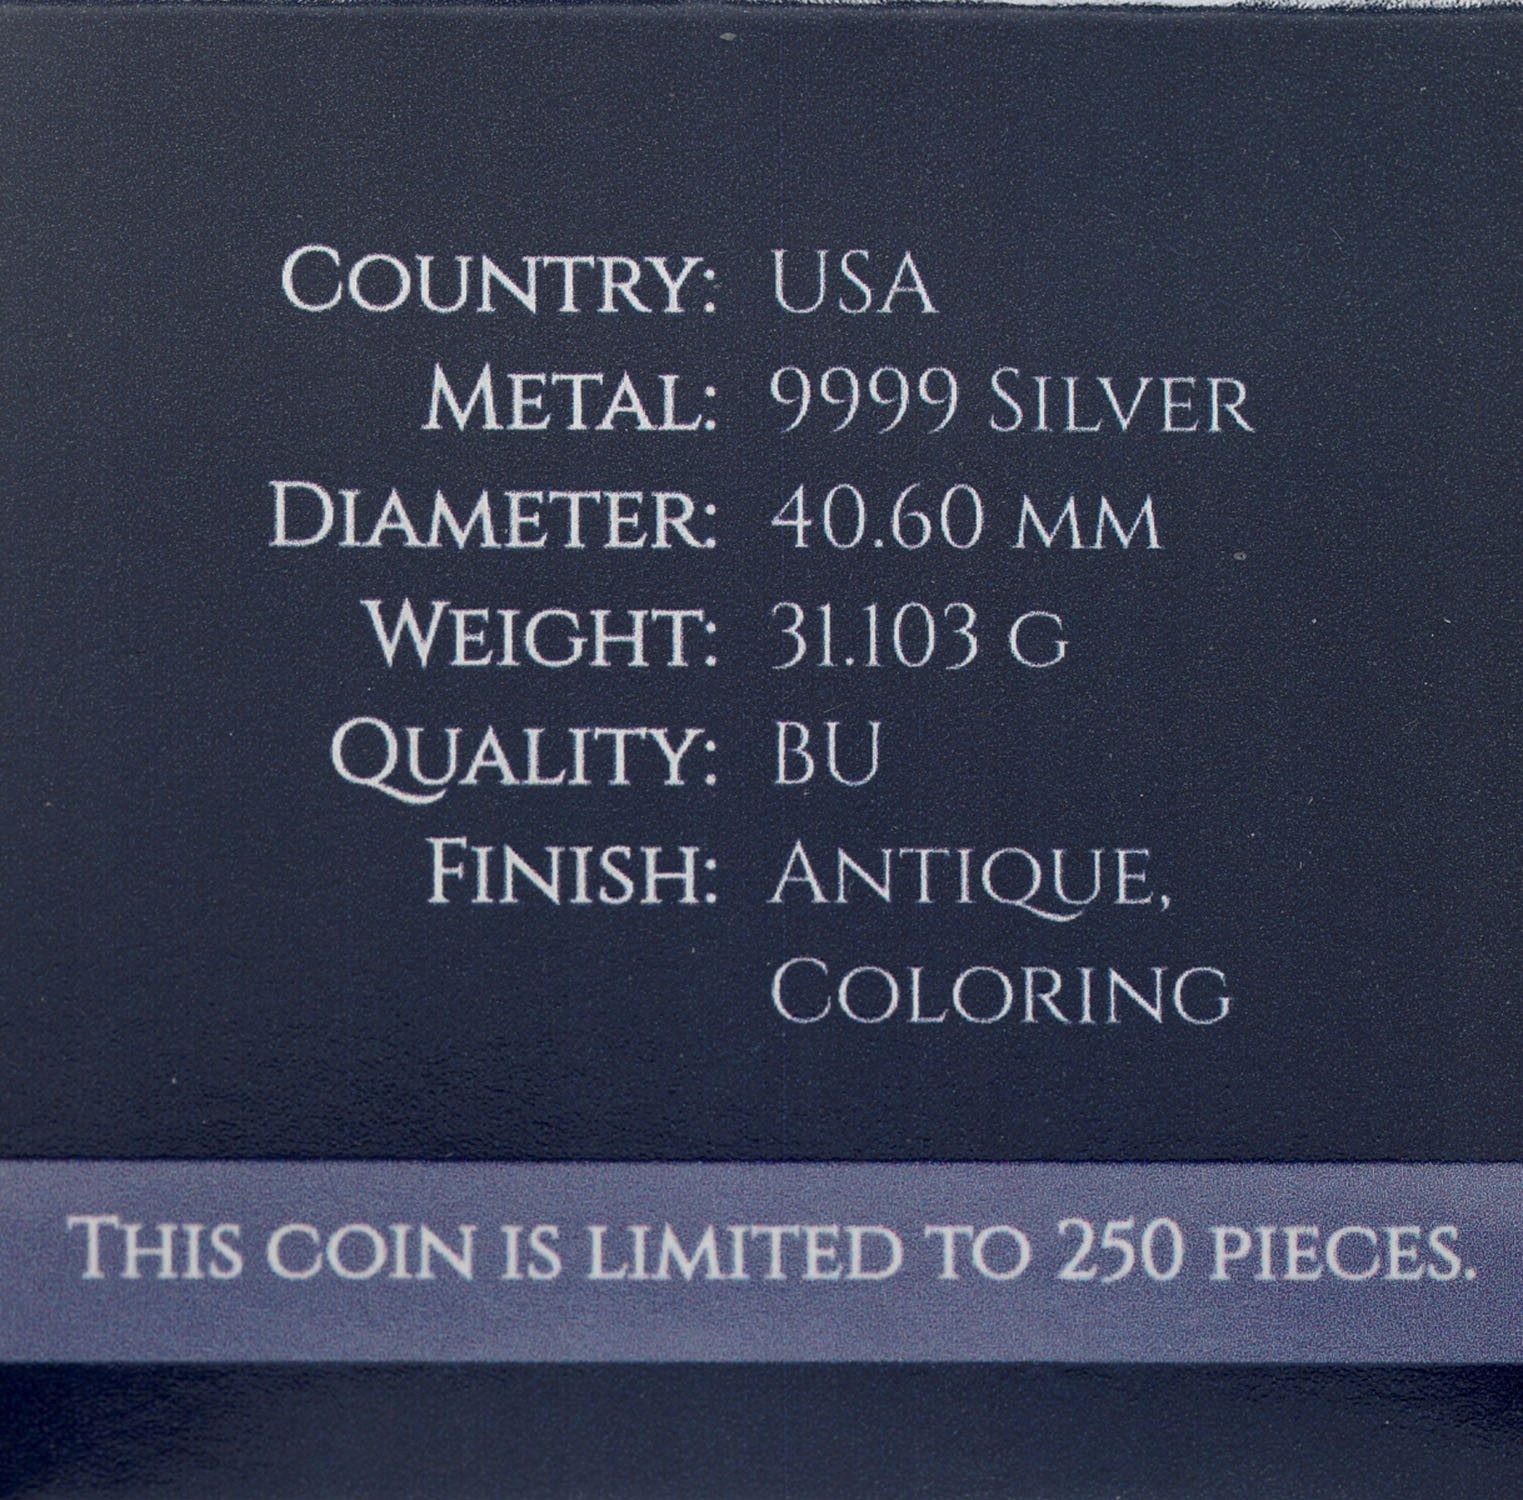 Country: USA
Metal: 9999 Silver
Diameter: 40.60 mm
Weight: 31.103 g
Quality: BU
Finish: Antique,
Coloring
This coin is limited to 250 pieces.